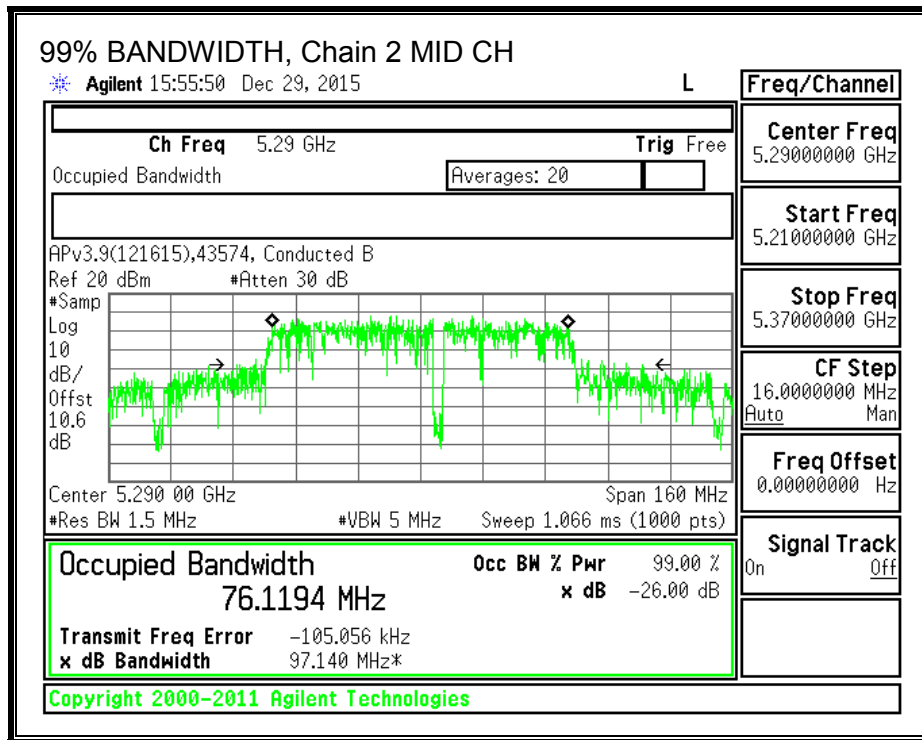 99% BANDWIDTH, Chain 2 MID CH
Agilent 15:55:50 Dec 29, 2015 L
Ch Freq 5.29 GHz Trig Free
Occupied Bandwidth Averages: 20
APv3.9(121615),43574, Conducted B
Ref 20 dBm #Atten 30 dB
#Samp
Log
10
dB/
Offst
10.6
dB
Center 5.290 00 GHz Span 160 MHz
#Res BW 1.5 MHz #VBW 5 MHz Sweep 1.066 ms (1000 pts)
Occupied Bandwidth Occ BW % Pwr 99.00 %
76.1194 MHz x dB -26.00 dB
Transmit Freq Error -105.056 kHz
x dB Bandwidth 97.140 MHz*
Copyright 2000-2011 Agilent Technologies
Freq/Channel
Center Freq
5.29000000 GHz
Start Freq
5.21000000 GHz
Stop Freq
5.37000000 GHz
CF Step
16.0000000 MHz
Auto Man
Freq Offset
0.00000000 Hz
Signal Track
On Off